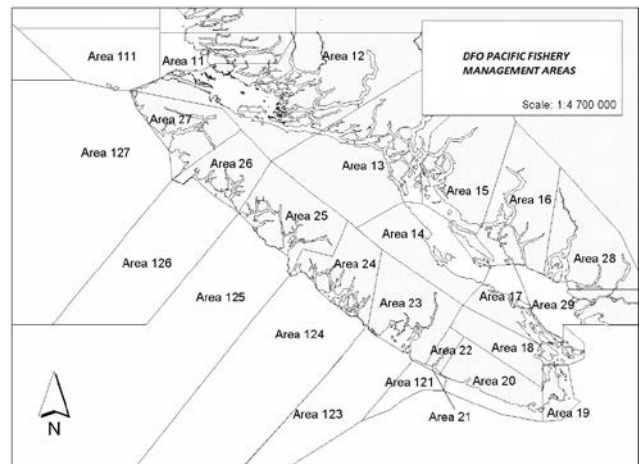 DFO PACIFIC FISHERY
MANAGEMENT AREAS
Scale: 1:4 700 000
Area 111
Area 11
Area 12
Area 27
Area 127
Area 26
Area 13
Area 15
Area 16
Area 25
Area 14
Area 28
Area 126
Area 24
Area 125
Area 17
Area 29
Area 23
Area 124
Area 22
Area 18
Area 121
Area 20
Area 123
Area 21
Area 19
N